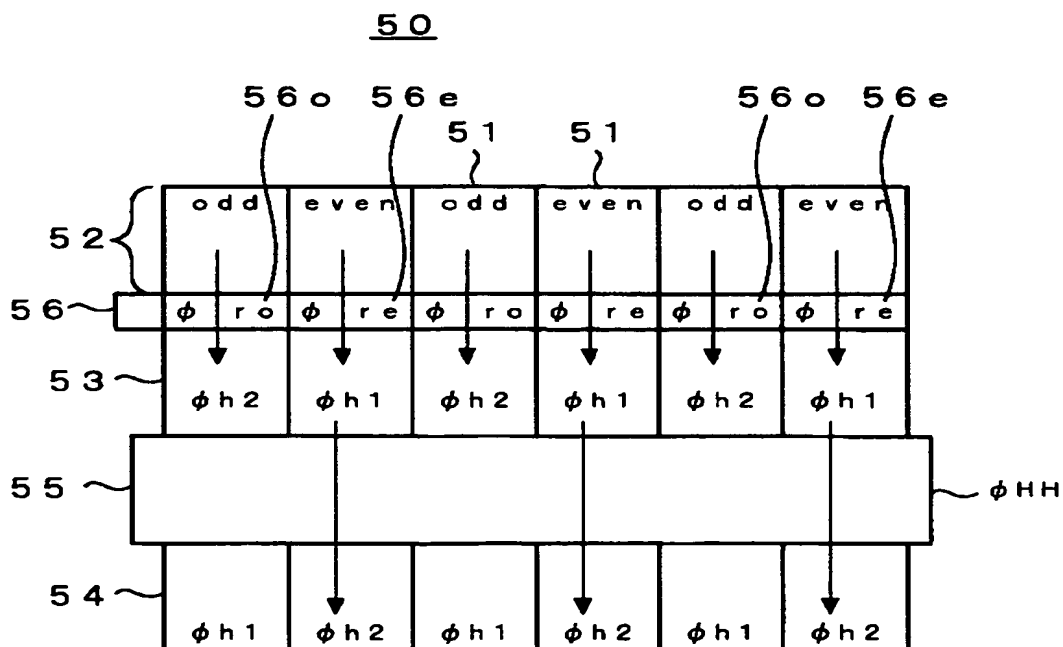 50
56o 56e 51 51 56o 56e
odd even odd even odd even
52
56 φ ro φ re φ ro φ re φ ro φ re
53
φh2 φh1 φh2 φh1 φh2 φh1
55 φHH
54
φh1 φh2 φh1 φh2 φh1 φh2